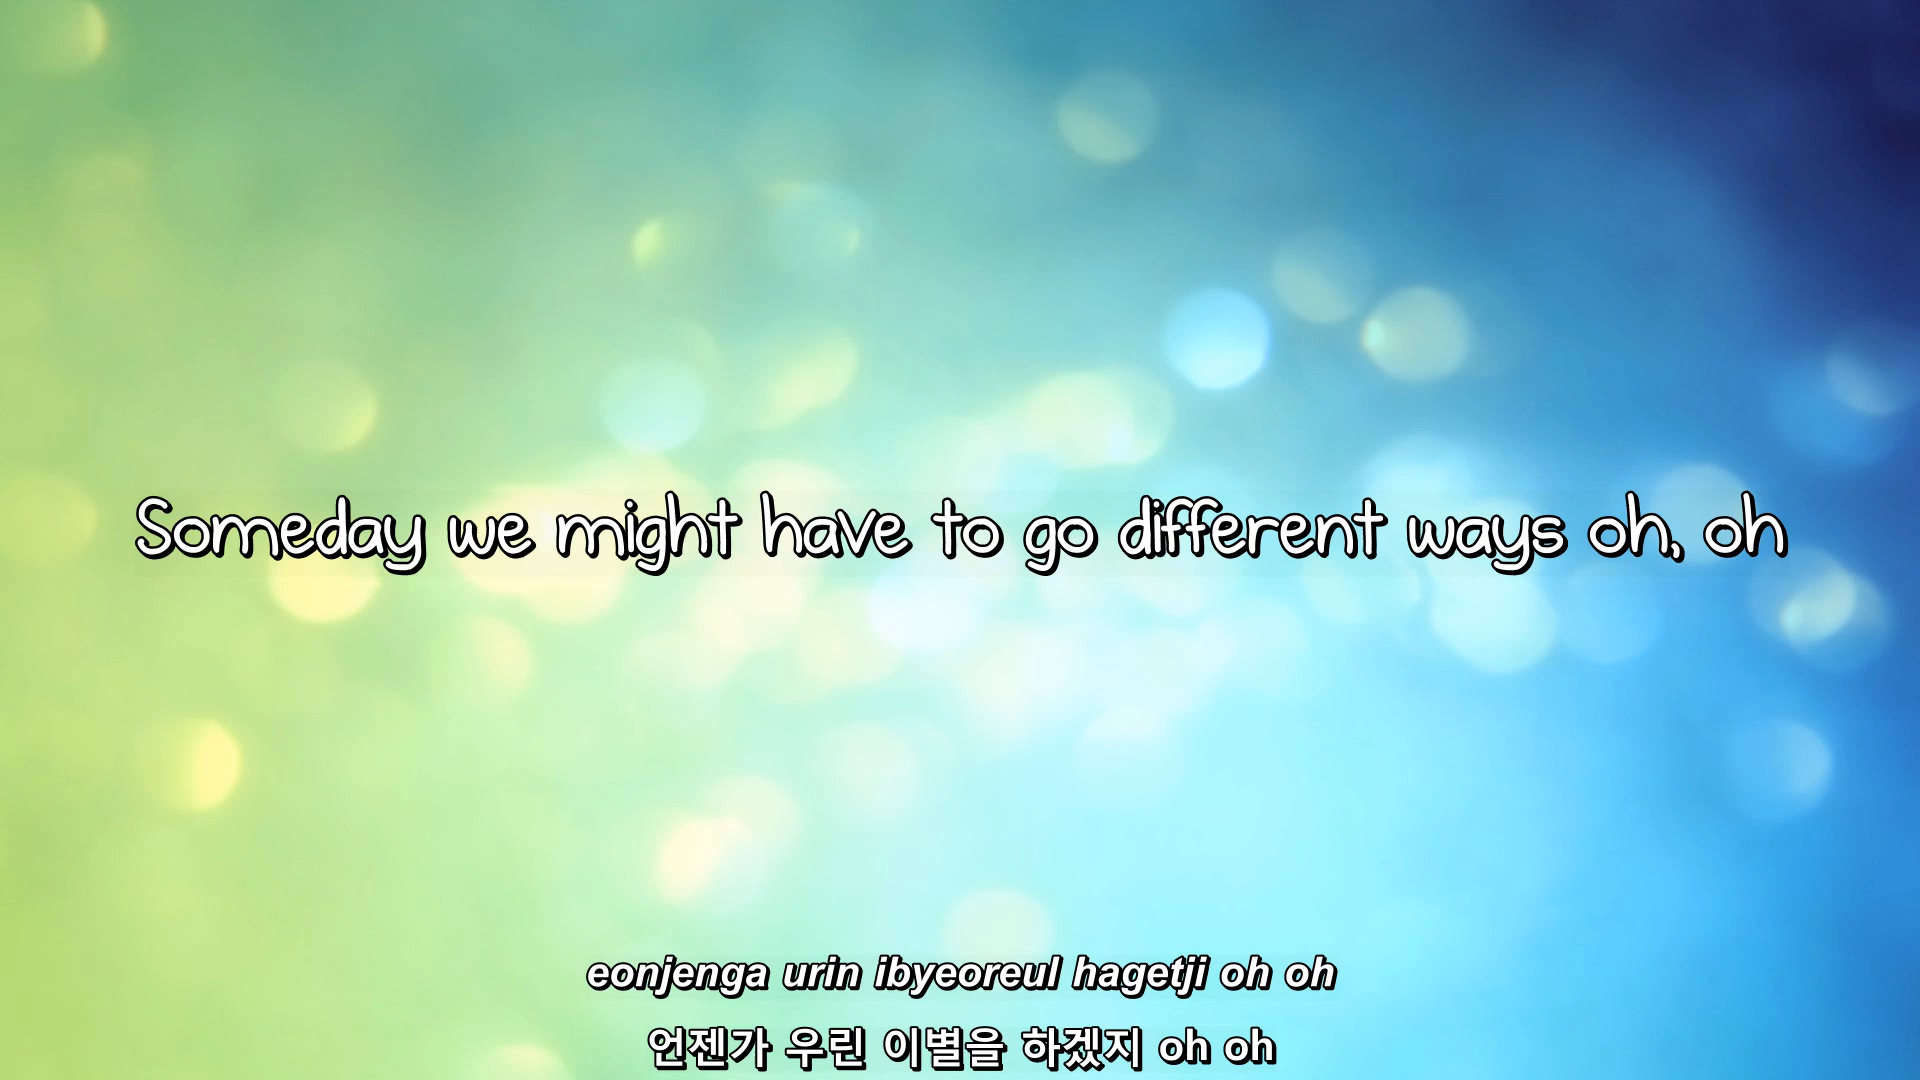 Someday we might have to go different ways oh, oh
eonjenga urin ibyeoreul hagetji oh oh
언젠가 우린 이별을 하겠지 oh oh